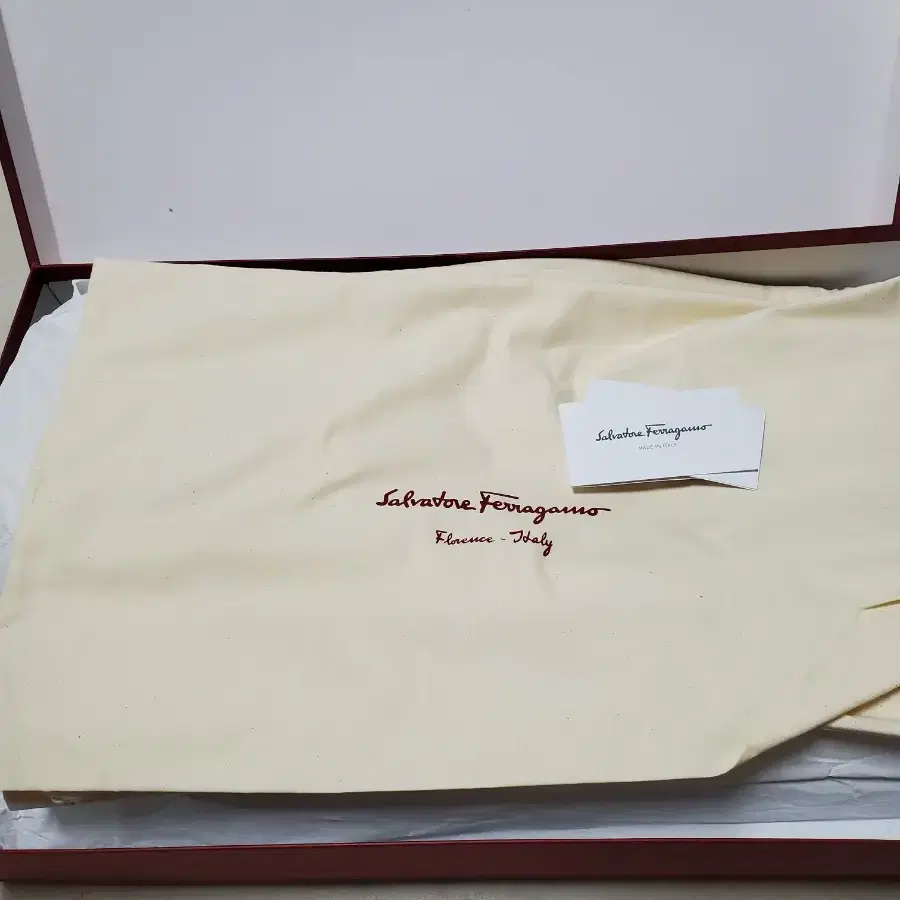 Salvatore Ferragamo
MADE IN ITALY
Salvatore Ferragamo
Florence - Italy